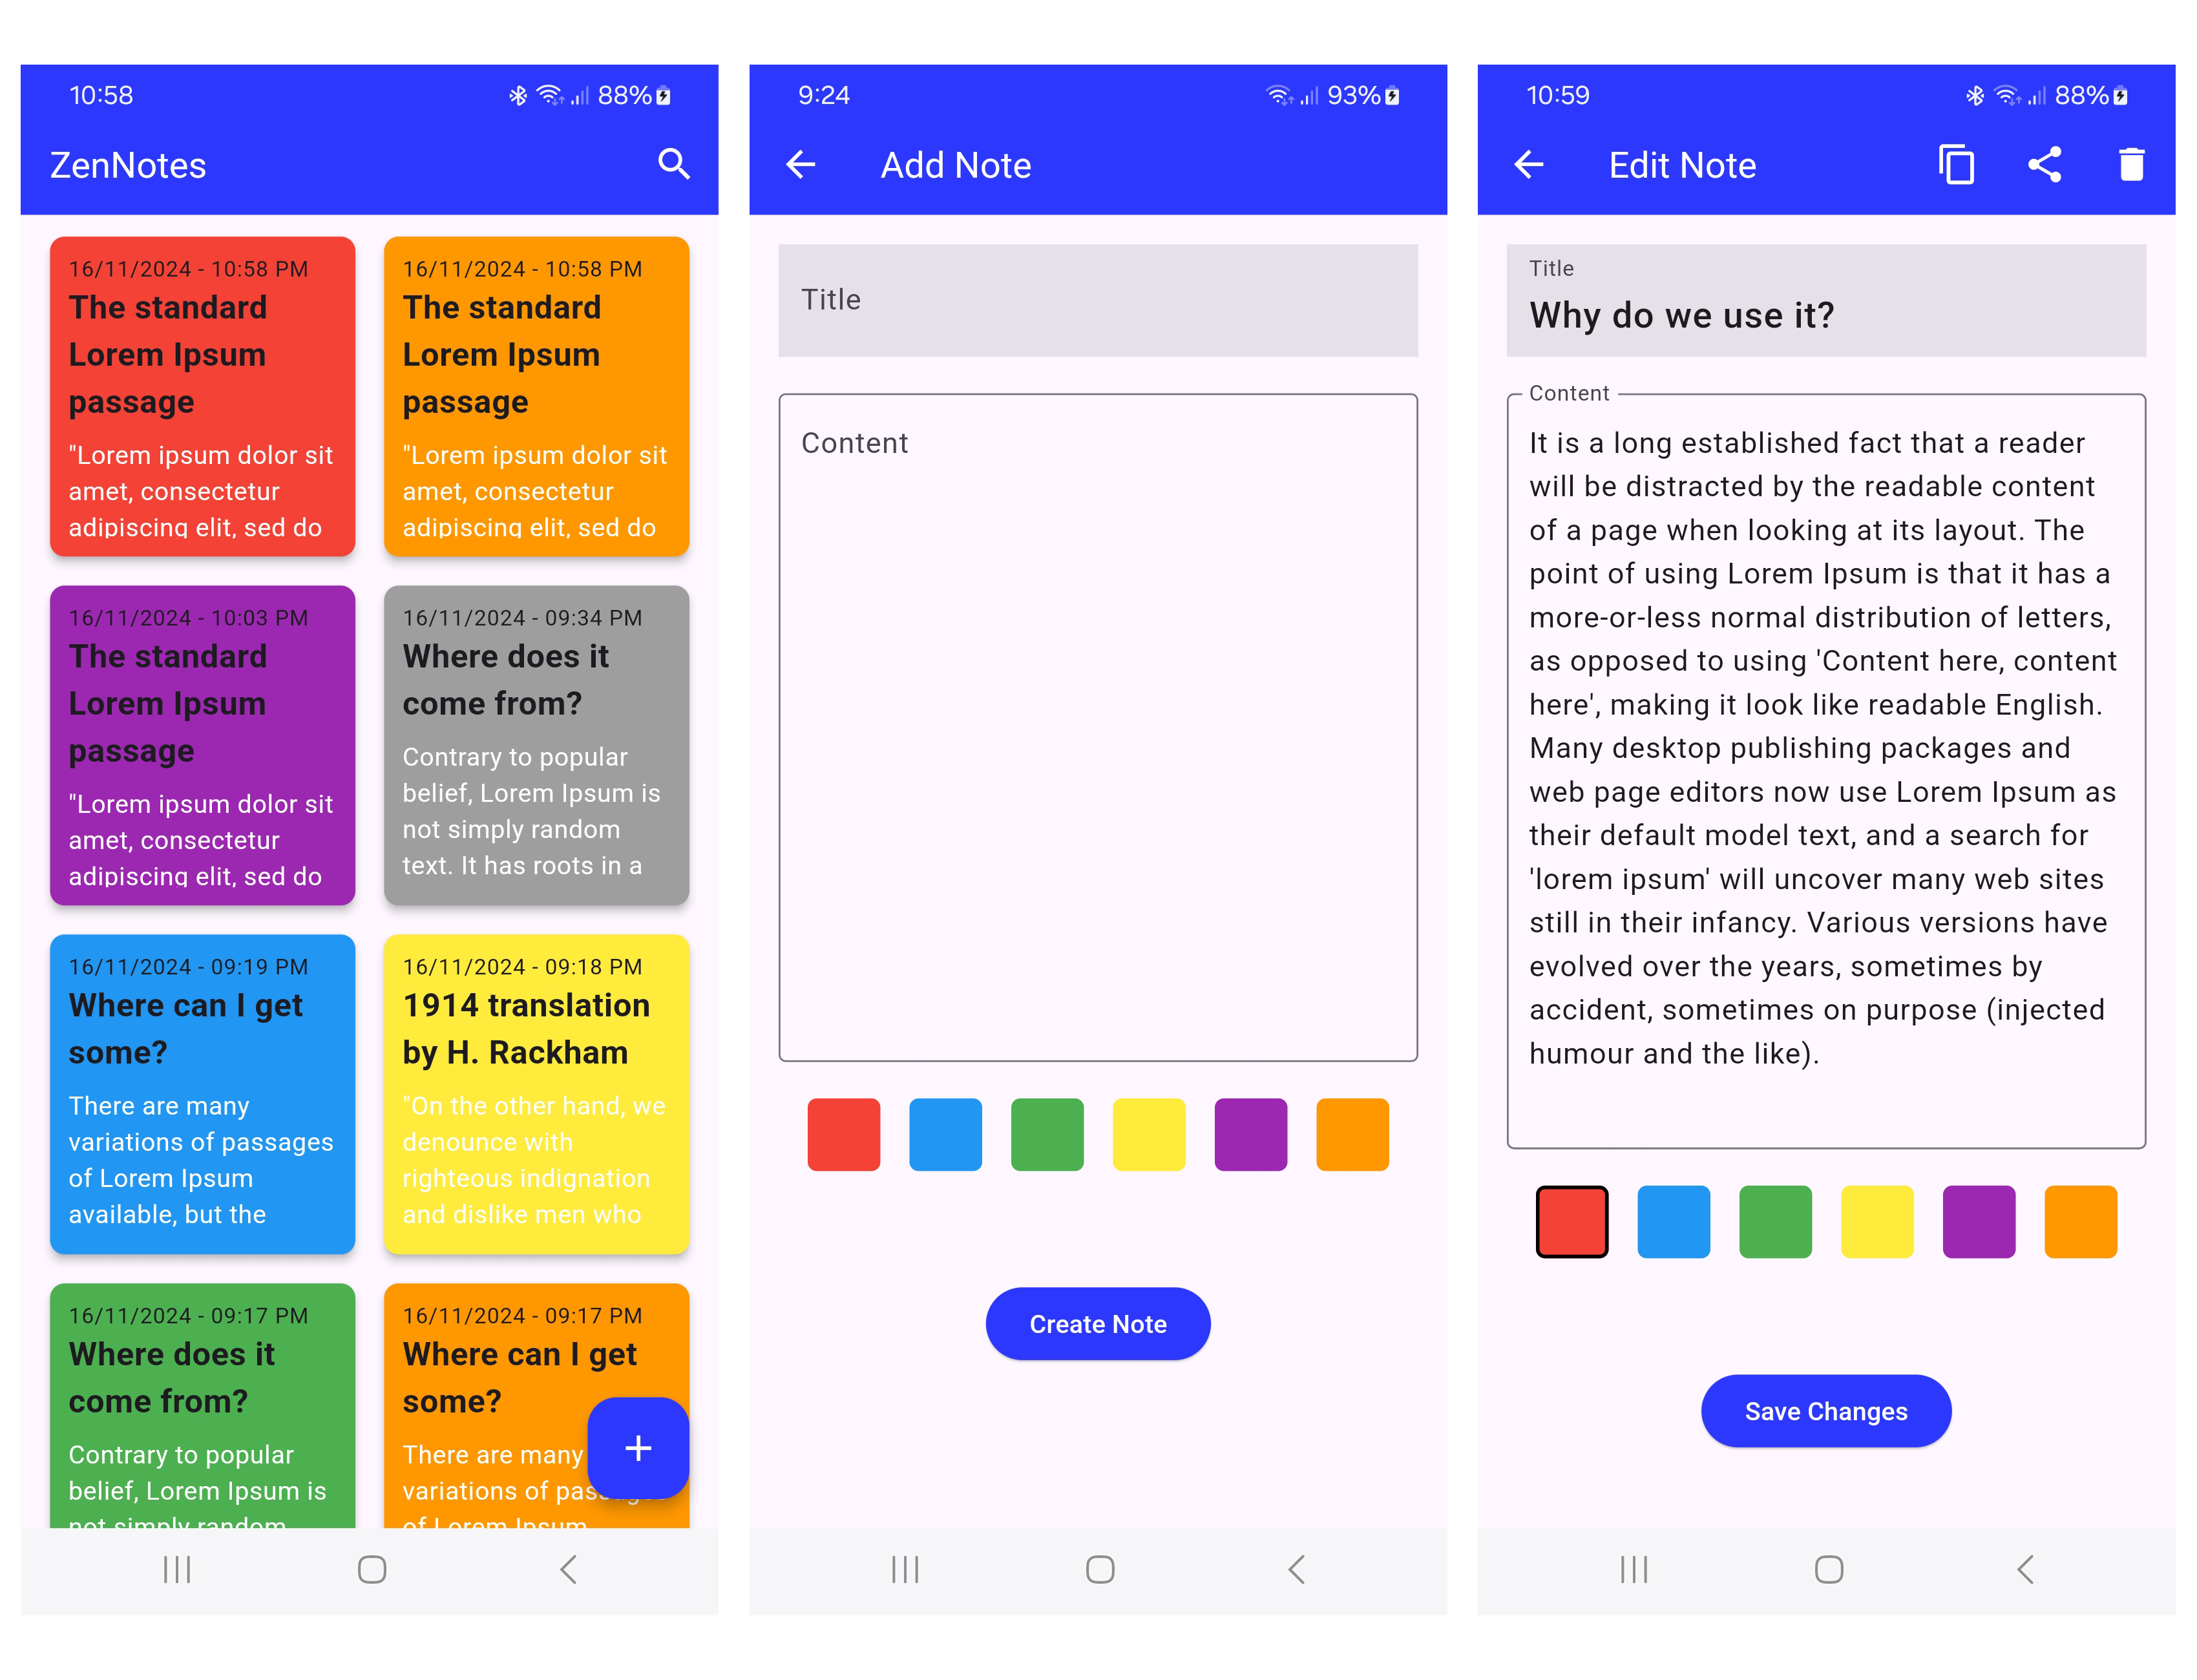 10:58
88%
ZenNotes
16/11/2024 - 10:58 PM
The standard
Lorem Ipsum
passage
"Lorem ipsum dolor sit
amet, consectetur
adipiscing elit, sed do
16/11/2024 - 10:58 PM
The standard
Lorem Ipsum
passage
"Lorem ipsum dolor sit
amet, consectetur
adipiscing elit, sed do
16/11/2024 - 10:03 PM
The standard
Lorem Ipsum
passage
"Lorem ipsum dolor sit
amet, consectetur
adipiscing elit, sed do
16/11/2024 - 09:34 PM
Where does it
come from?
Contrary to popular
belief, Lorem Ipsum is
not simply random
text. It has roots in a
16/11/2024 - 09:19 PM
Where can I get
some?
There are many
variations of passages
of Lorem Ipsum
available, but the
16/11/2024 - 09:18 PM
1914 translation
by H. Rackham
"On the other hand, we
denounce with
righteous indignation
and dislike men who
16/11/2024 - 09:17 PM
Where does it
come from?
Contrary to popular
belief, Lorem Ipsum is
not simply random
16/11/2024 - 09:17 PM
Where can I get
some?
There are many
variations of
of Lorem Ipsum
9:24
93%
Add Note
Title
Content
Create Note
10:59
88%
Edit Note
Title
Why do we use it?
Content
It is a long established fact that a reader
will be distracted by the readable content
of a page when looking at its layout. The
point of using Lorem Ipsum is that it has a
more-or-less normal distribution of letters,
as opposed to using 'Content here, content
here', making it look like readable English.
Many desktop publishing packages and
web page editors now use Lorem Ipsum as
their default model text, and a search for
'lorem ipsum' will uncover many web sites
still in their infancy. Various versions have
evolved over the years, sometimes by
accident, sometimes on purpose (injected
humour and the like).
Save Changes